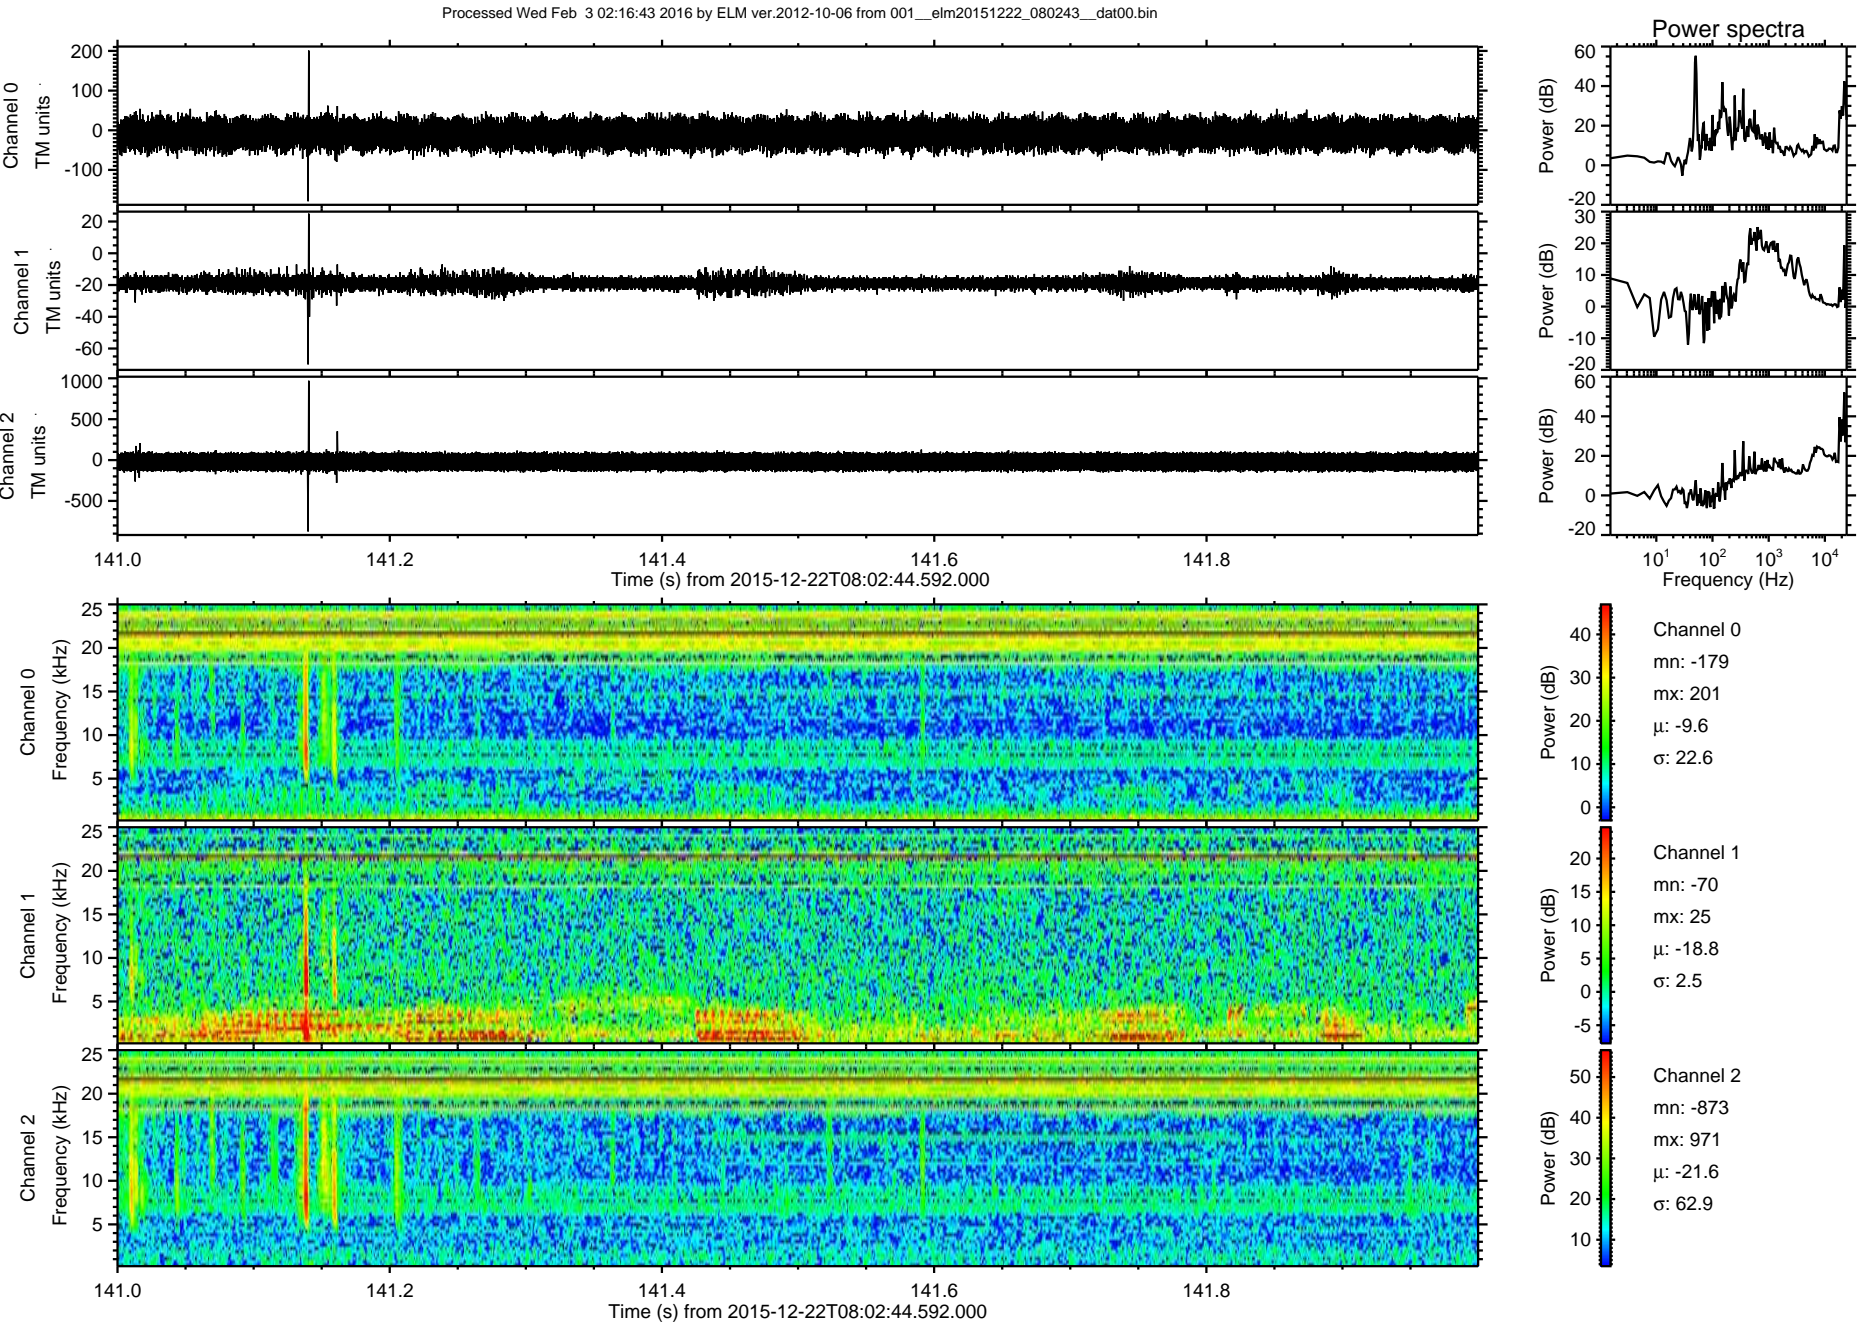 Processed Wed Feb  3 02:16:43 2016 by ELM ver.2012-10-06 from 001__elm20151222_080243__dat00.bin
Power spectra
Channel 0
TM units
200
100
0
-100
Power (dB)
60
40
20
0
-20
Channel 1
TM units
20
0
-20
-40
-60
Power (dB)
30
20
10
0
-10
-20
Channel 2
TM units
1000
500
0
-500
Power (dB)
60
40
20
0
-20
141.0 141.2 141.4 141.6 141.8
Time (s) from 2015-12-22T08:02:44.592.000
10¹ 10² 10³ 10⁴
Frequency (Hz)
Channel 0
Frequency (kHz)
25
20
15
10
5
Power (dB)
40
30
20
10
0
Channel 0
mn: -179
mx: 201
μ: -9.6
σ: 22.6
Channel 1
Frequency (kHz)
25
20
15
10
5
Power (dB)
20
15
10
5
0
-5
Channel 1
mn: -70
mx: 25
μ: -18.8
σ: 2.5
Channel 2
Frequency (kHz)
25
20
15
10
5
Power (dB)
50
40
30
20
10
Channel 2
mn: -873
mx: 971
μ: -21.6
σ: 62.9
141.0 141.2 141.4 141.6 141.8
Time (s) from 2015-12-22T08:02:44.592.000